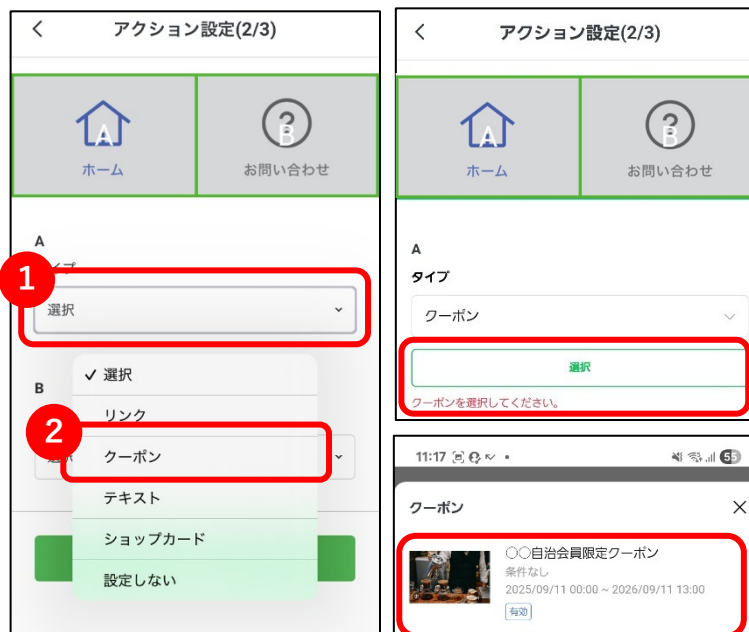 アクション設定(2/3)
A
B
ホーム
お問い合わせ
A
1
選択
✓ 選択
B
リンク
2
クーポン
テキスト
ショップカード
設定しない
アクション設定(2/3)
A
B
ホーム
お問い合わせ
A
タイプ
クーポン
選択
クーポンを選択してください。
11:17
55
クーポン
○○自治会員限定クーポン
条件なし
2025/09/11 00:00 ~ 2026/09/11 13:00
有効